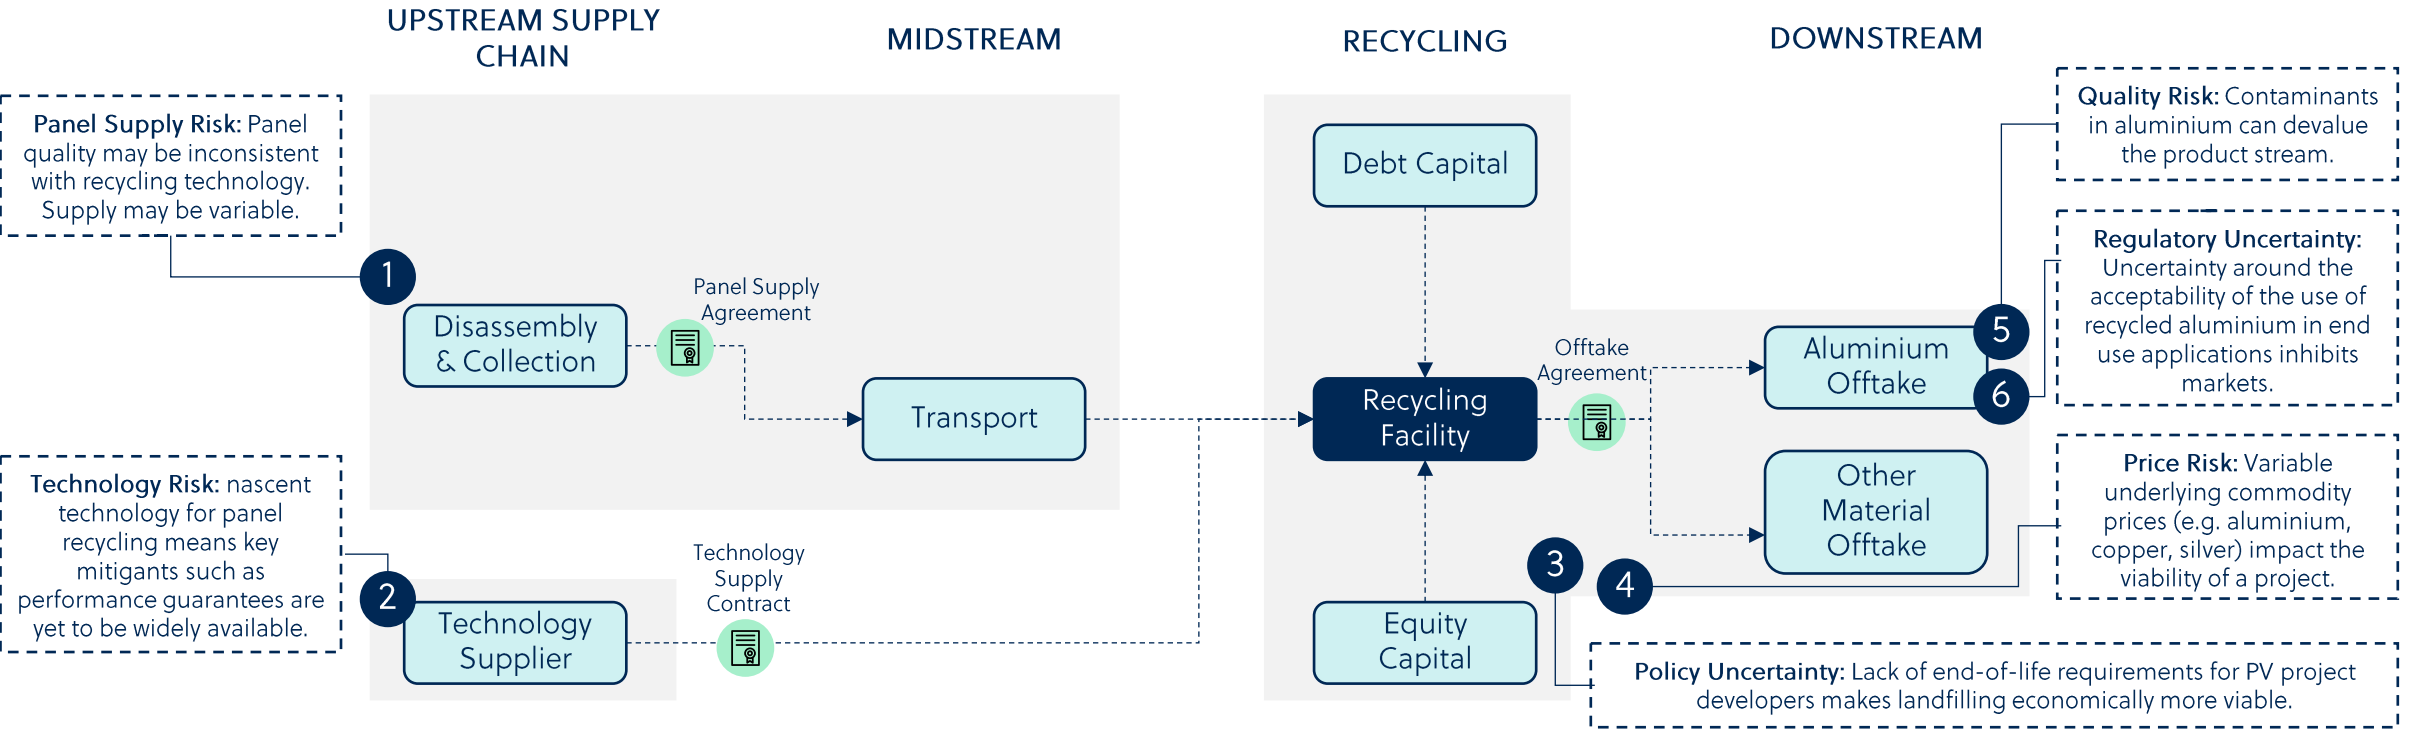 UPSTREAM SUPPLY
CHAIN
MIDSTREAM
RECYCLING
DOWNSTREAM
Panel Supply Risk: Panel
quality may be inconsistent
with recycling technology.
Supply may be variable.
1
Disassembly
& Collection
Panel Supply
Agreement
Transport
Technology Risk: nascent
technology for panel
recycling means key
mitigants such as
performance guarantees are
yet to be widely available.
2
Technology
Supplier
Technology
Supply
Contract
Debt Capital
Recycling
Facility
Equity
Capital
Offtake
Agreement
Aluminium
Offtake
Other
Material
Offtake
5
6
3
4
Quality Risk: Contaminants
in aluminium can devalue
the product stream.
Regulatory Uncertainty:
Uncertainty around the
acceptability of the use of
recycled aluminium in end
use applications inhibits
markets.
Price Risk: Variable
underlying commodity
prices (e.g. aluminium,
copper, silver) impact the
viability of a project.
Policy Uncertainty: Lack of end-of-life requirements for PV project
developers makes landfilling economically more viable.